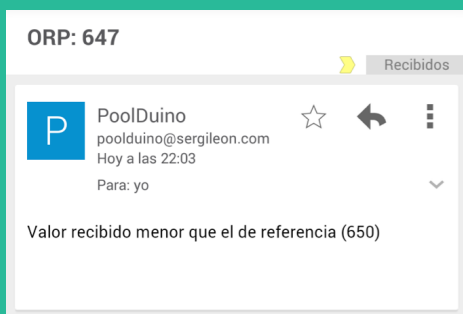 ORP: 647
Recibidos
P
PoolDuino
poolduino@sergileon.com
Hoy a las 22:03
Para: yo
Valor recibido menor que el de referencia (650)